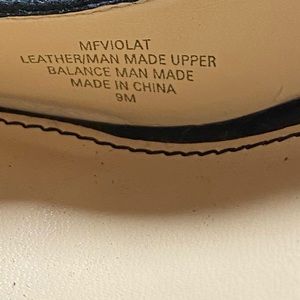 MFVIOLAT
LEATHER/MAN MADE UPPER
BALANCE MAN MADE
MADE IN CHINA
9M